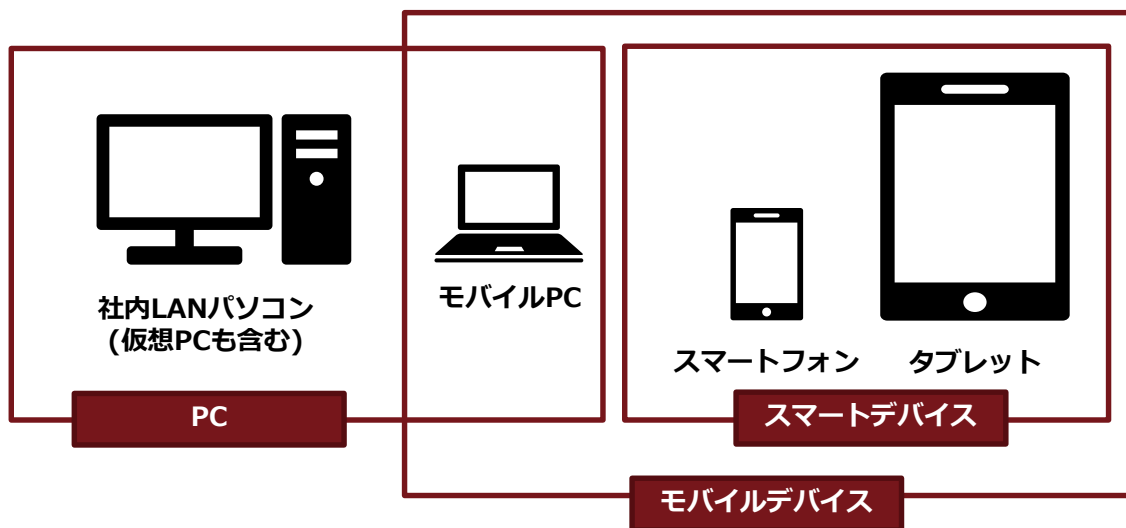 社内LANパソコン
(仮想PCも含む)
モバイルPC
スマートフォン
タブレット
PC
スマートデバイス
モバイルデバイス